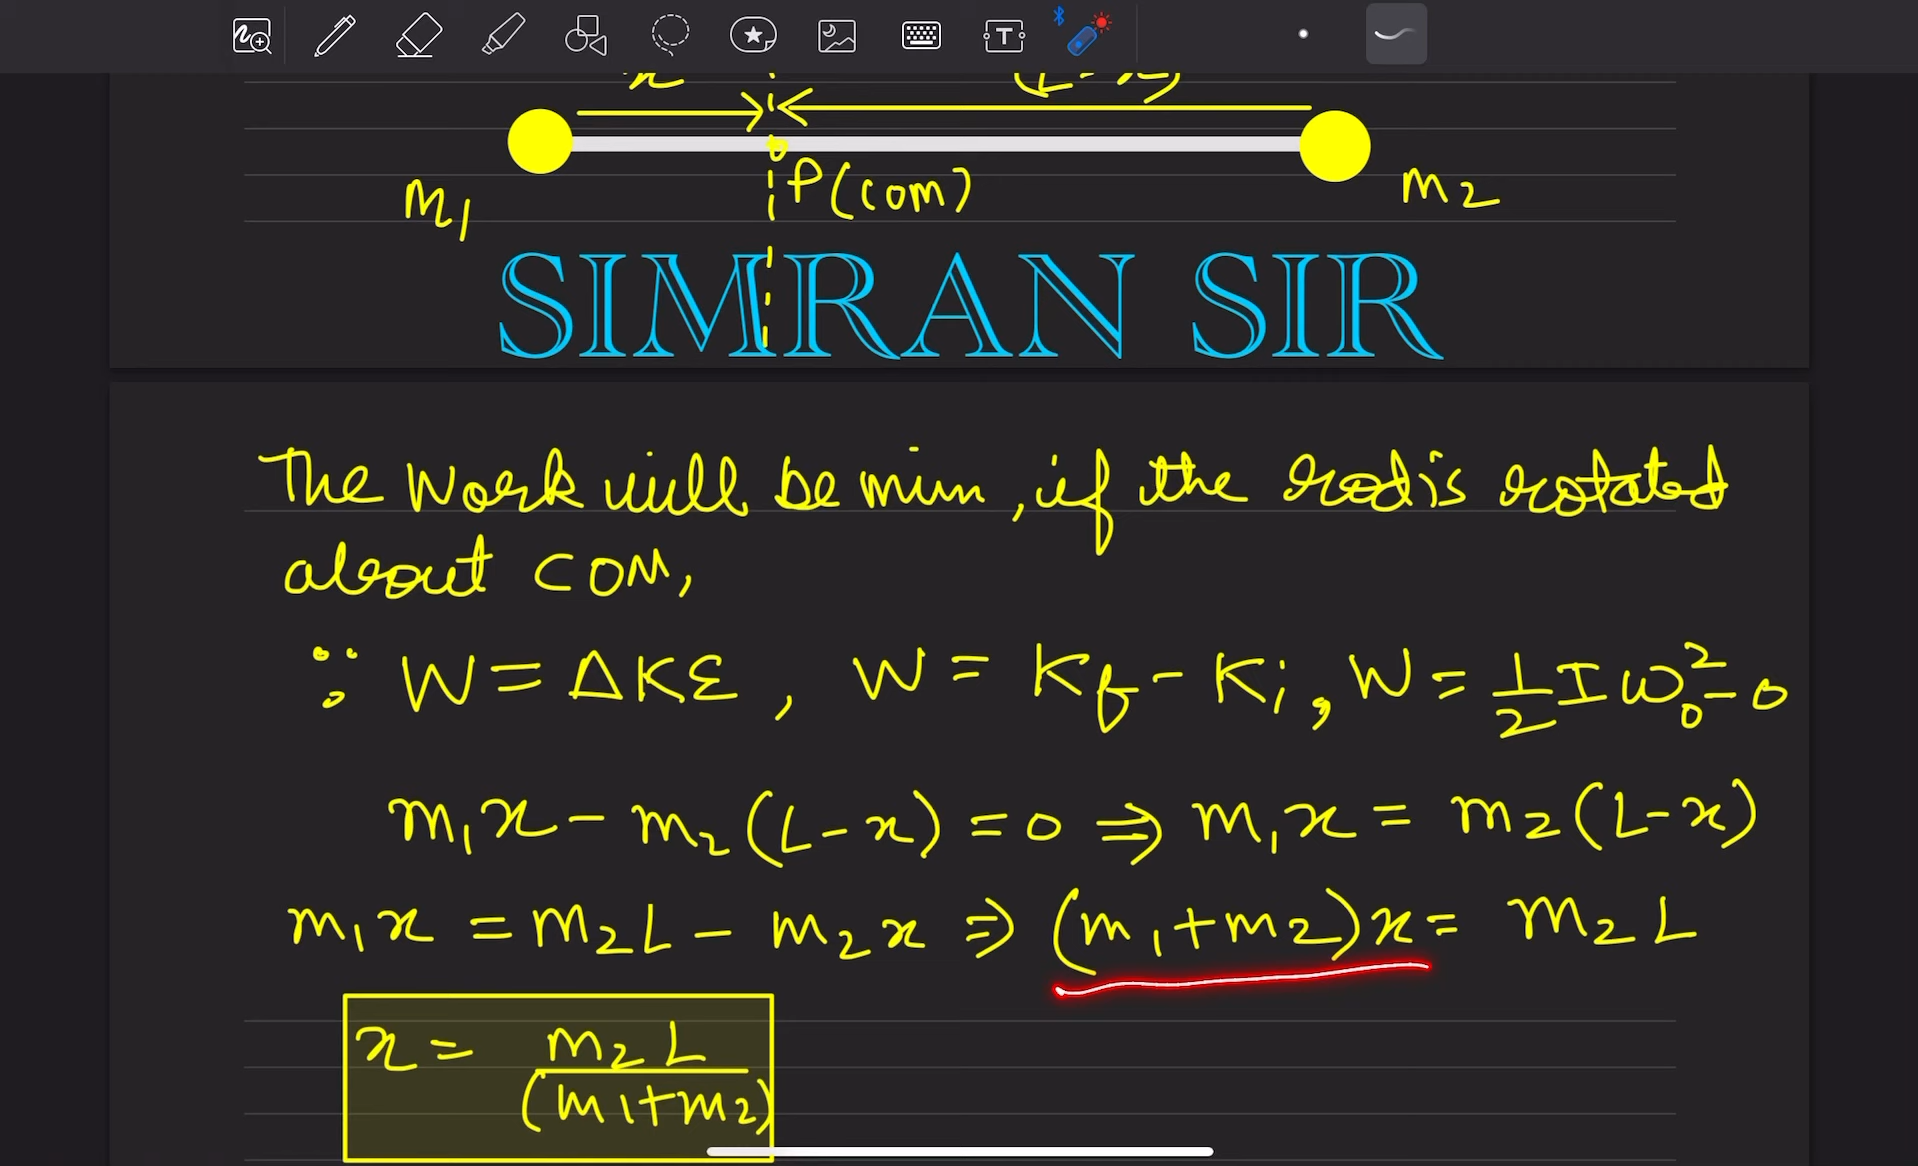 x (L-x)
m1 P(com) m2
SIMRAN SIR
The Work will be min, if the rod is rotated
about COM,
∵ W = ΔKE, W = Kf - Ki, W = 1/2 I ω0² - 0
m1x - m2(L-x) = 0 ⇒ m1x = m2(L-x)
m1x = m2L - m2x ⇒ (m1+m2)x = m2L
x = m2L/(m1+m2)